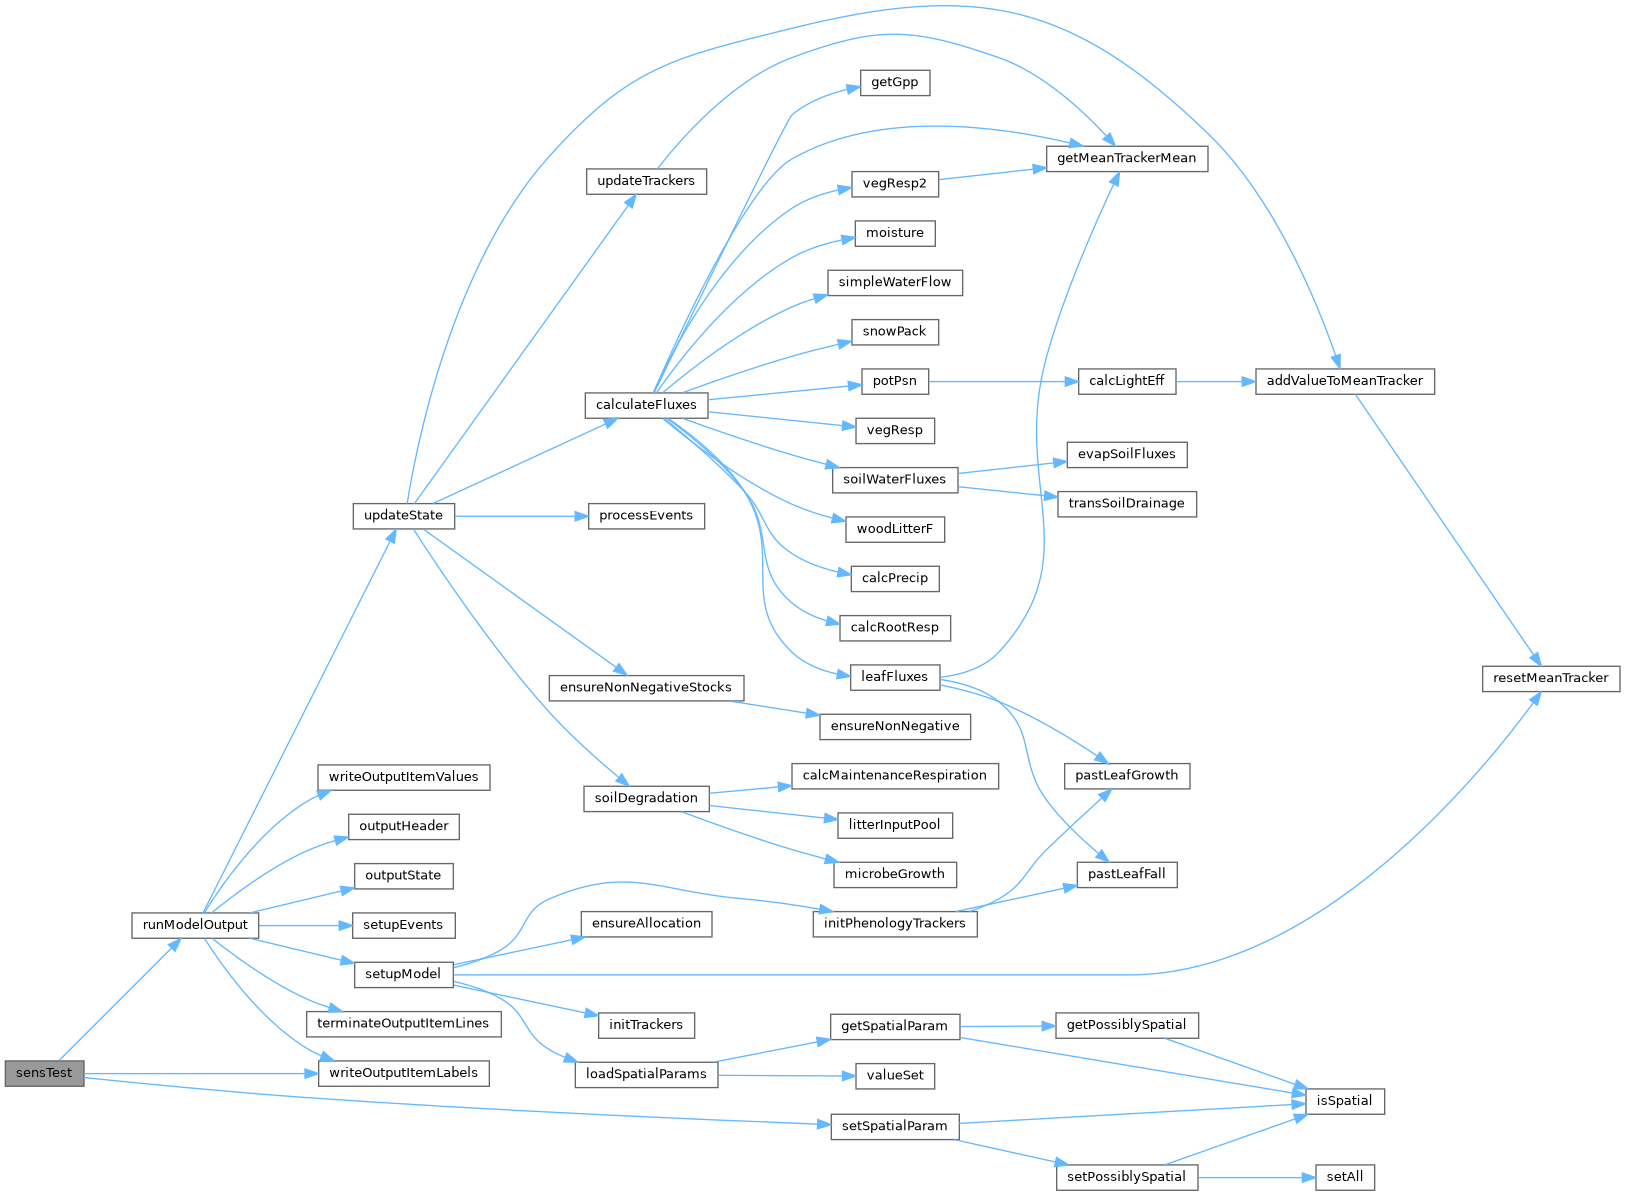 getGpp
getMeanTrackerMean
updateTrackers
vegResp2
moisture
simpleWaterFlow
snowPack
potPsn
calcLightEff
addValueToMeanTracker
calculateFluxes
vegResp
evapSoilFluxes
soilWaterFluxes
transSoilDrainage
updateState
processEvents
woodLitterF
calcPrecip
calcRootResp
leafFluxes
resetMeanTracker
ensureNonNegativeStocks
ensureNonNegative
writeOutputItemValues
calcMaintenanceRespiration
pastLeafGrowth
soilDegradation
outputHeader
litterInputPool
outputState
microbeGrowth
pastLeafFall
runModelOutput
setupEvents
ensureAllocation
initPhenologyTrackers
setupModel
terminateOutputItemLines
initTrackers
getSpatialParam
getPossiblySpatial
sensTest
writeOutputItemLabels
loadSpatialParams
valueSet
isSpatial
setSpatialParam
setPossiblySpatial
setAll